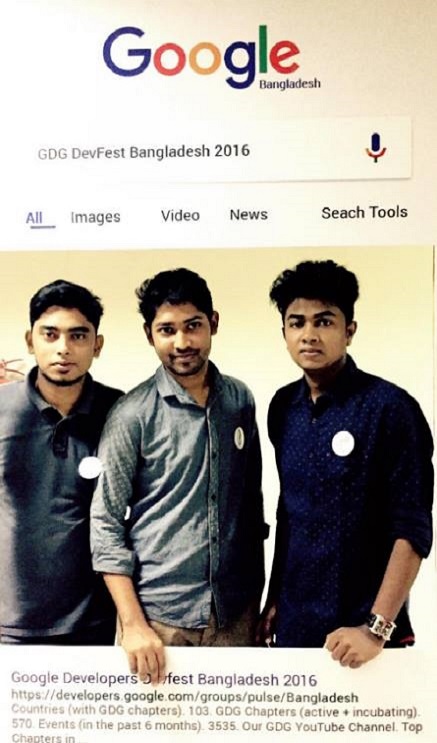 Google
Bangladesh
GDG DevFest Bangladesh 2016
All Images Video News Seach Tools
Google Developers D /fest Bangladesh 2016
https://developers.google.com/groups/pulse/Bangladesh
Countries (with GDG chapters). 103. GDG Chapters (active + incubating).
570. Events (in the past 6 months). 3535. Our GDG YouTube Channel. Top
Chapters in ...